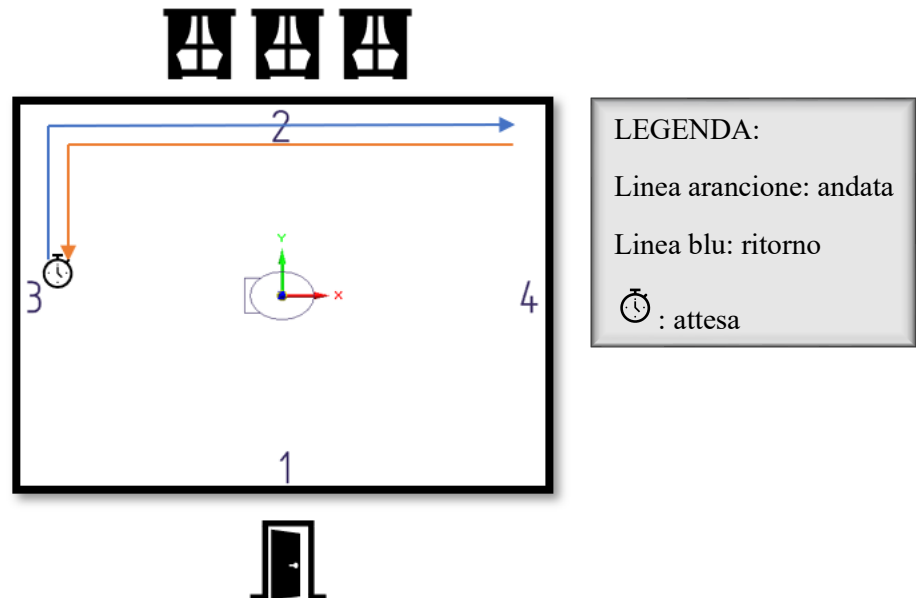 2
LEGENDA:
Linea arancione: andata
Linea blu: ritorno
: attesa
Y
X
3
4
1